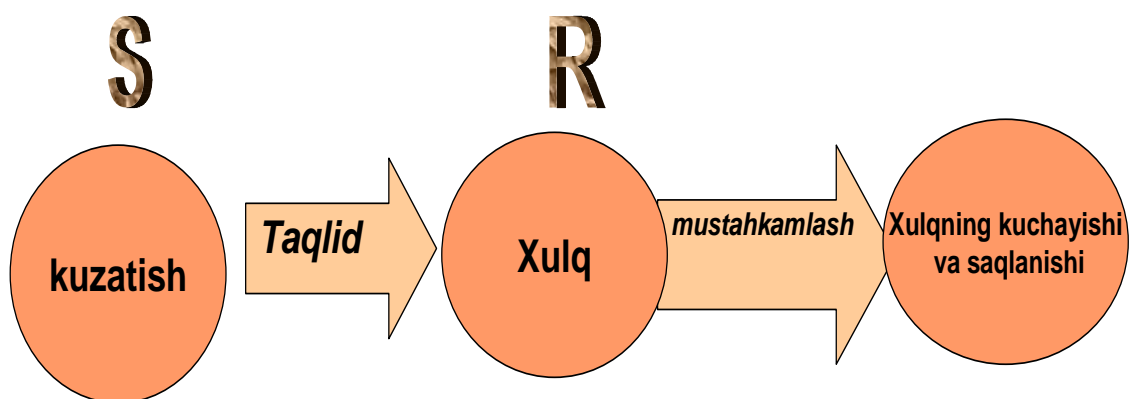 S
R
kuzatish
Taqlid
Xulq
mustahkamlash
Xulqning kuchayishi
va saqlanishi